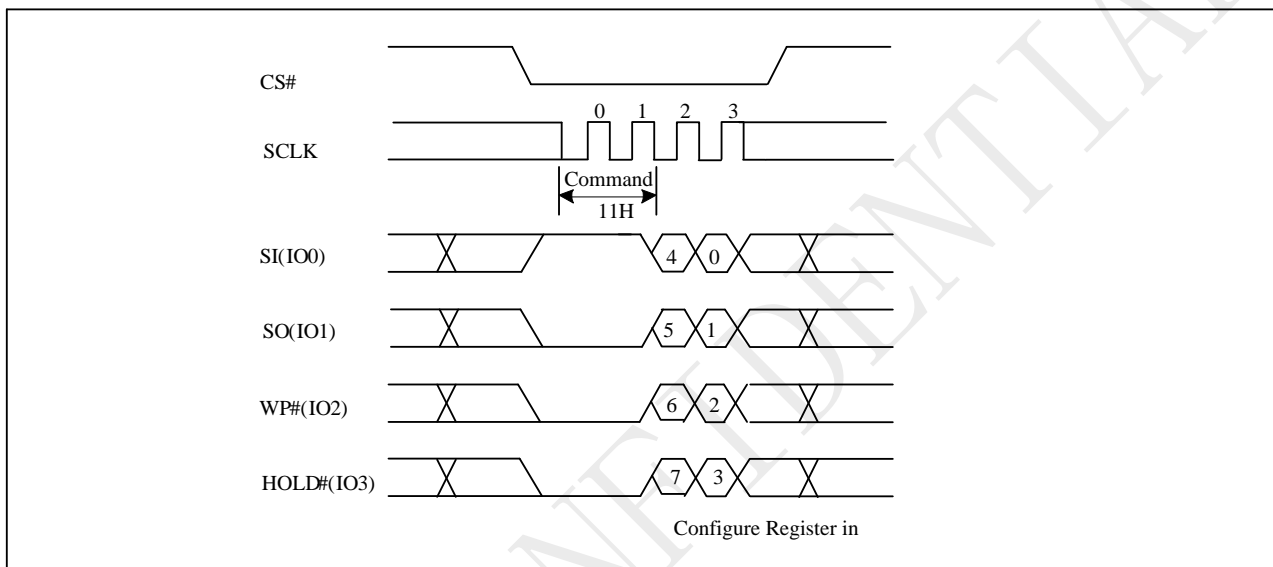 CS#
0 1 2 3
SCLK
Command
11H
SI(IO0) 4 0
SO(IO1) 5 1
WP#(IO2) 6 2
HOLD#(IO3) 7 3
Configure Register in
NFIDENTIA